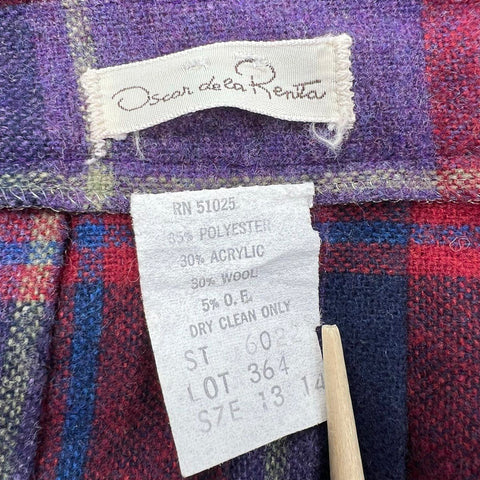 Oscar de la Renta
RN 51025
35% POLYESTER
30% ACRYLIC
30% WOOL
5% O.F.
DRY CLEAN ONLY
ST
LOT 364
SZE 13 14